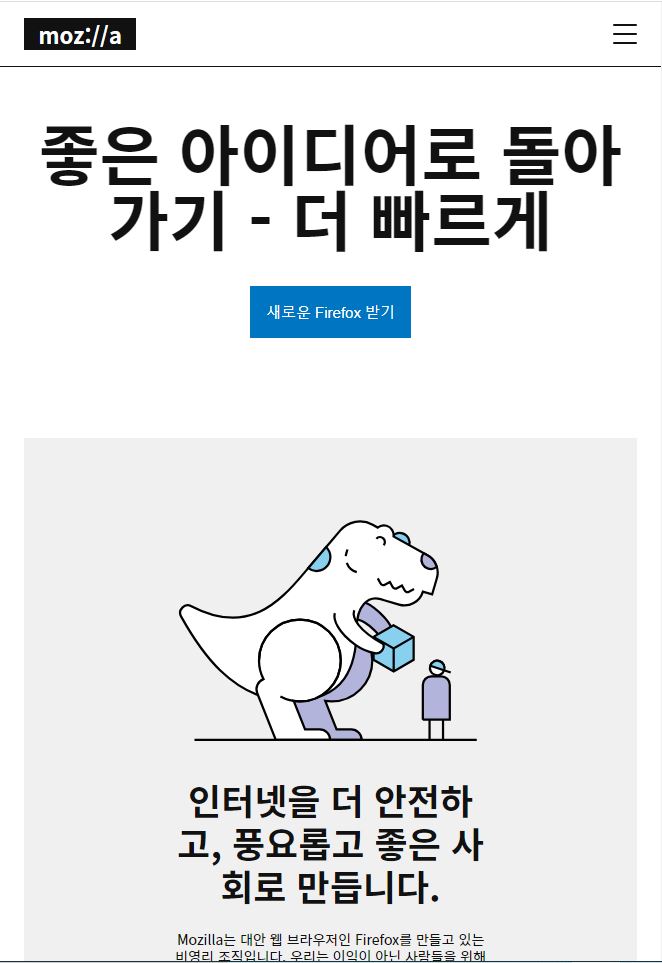 moz://a
좋은 아이디어로 돌아
가기 - 더 빠르게
새로운 Firefox 받기
인터넷을 더 안전하
고, 풍요롭고 좋은 사
회로 만듭니다.
Mozilla는 대안 웹 브라우저인 Firefox를 만들고 있는
비영리 조직입니다. 우리는 이익이 아닌 사람들을 위해